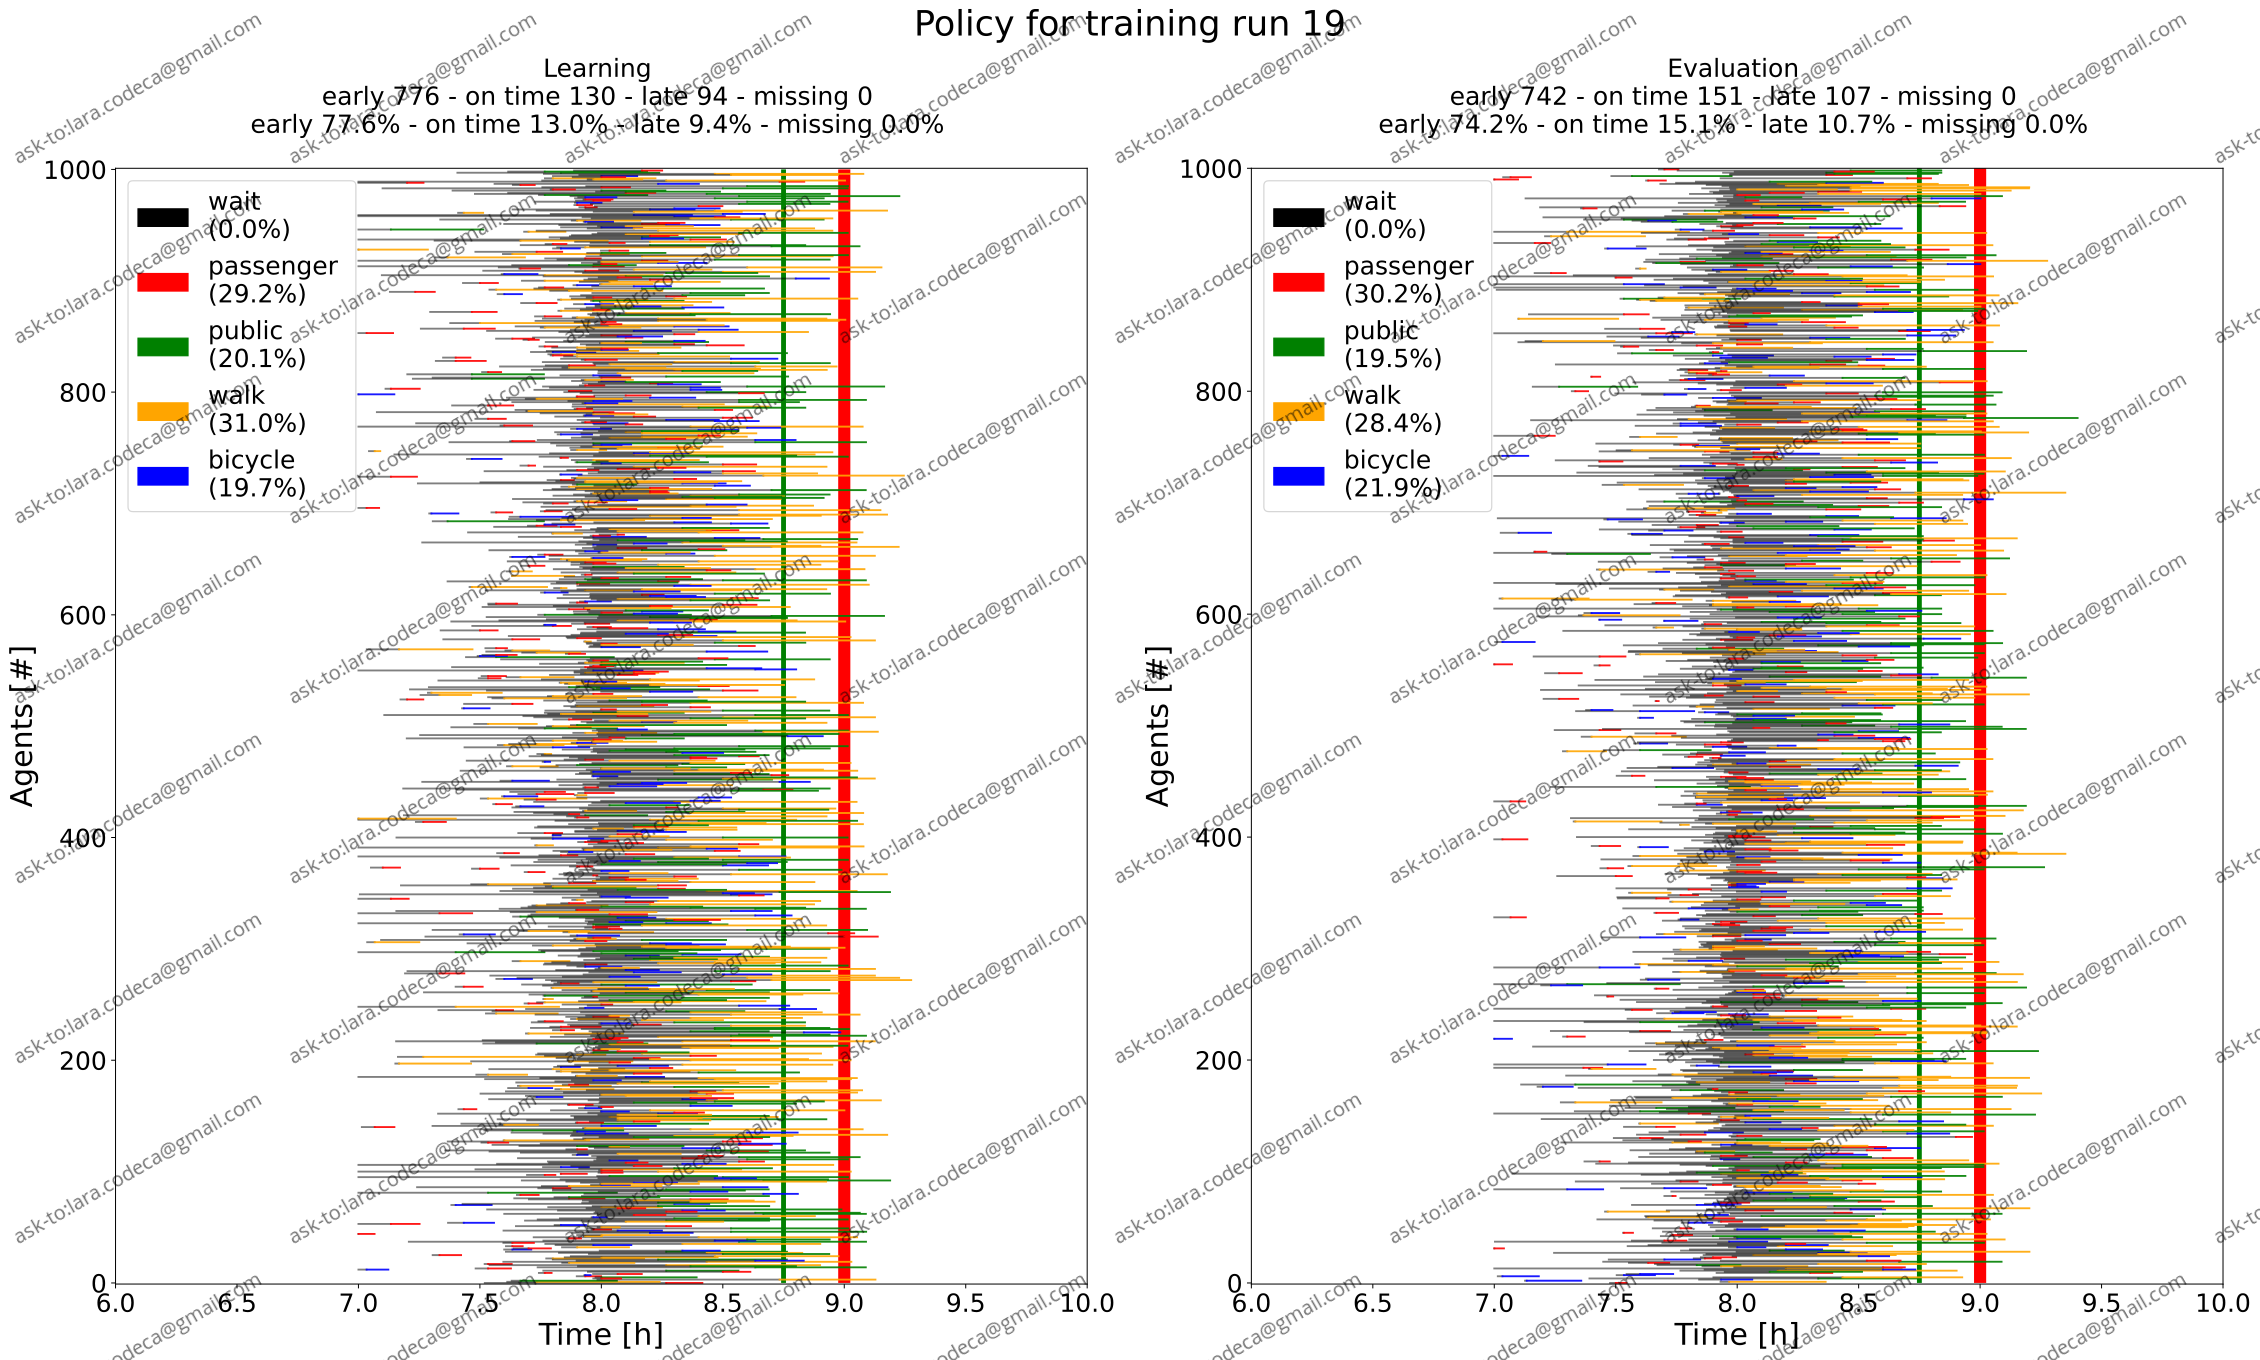 Policy for training run 19
Learning
early 776 - on time 130 - late 94 - missing 0
early 77.6% - on time 13.0% - late 9.4% - missing 0.0%
1000
800
600
400
200
0
Agents [#]
wait
(0.0%)
passenger
(29.2%)
public
(20.1%)
walk
(31.0%)
bicycle
(19.7%)
6.0 6.5 7.0 7.5 8.0 8.5 9.0 9.5 10.0
Time [h]
Evaluation
early 742 - on time 151 - late 107 - missing 0
early 74.2% - on time 15.1% - late 10.7% - missing 0.0%
1000
800
600
400
200
0
Agents [#]
wait
(0.0%)
passenger
(30.2%)
public
(19.5%)
walk
(28.4%)
bicycle
(21.9%)
6.0 6.5 7.0 7.5 8.0 8.5 9.0 9.5 10.0
Time [h]
ask-to:lara.codeca@gmail.com